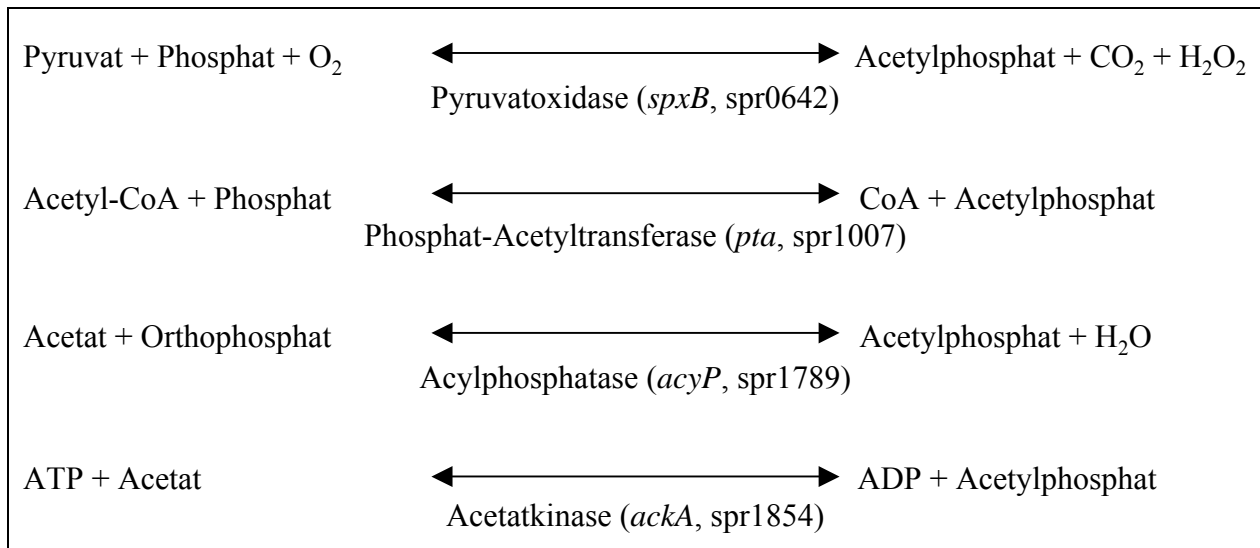 Pyruvat + Phosphat + O₂ Acetylphosphat + CO₂ + H₂O₂
Pyruvatoxidase (spxB, spr0642)
Acetyl-CoA + Phosphat CoA + Acetylphosphat
Phosphat-Acetyltransferase (pta, spr1007)
Acetat + Orthophosphat Acetylphosphat + H₂O
Acylphosphatase (acyP, spr1789)
ATP + Acetat ADP + Acetylphosphat
Acetatkinase (ackA, spr1854)